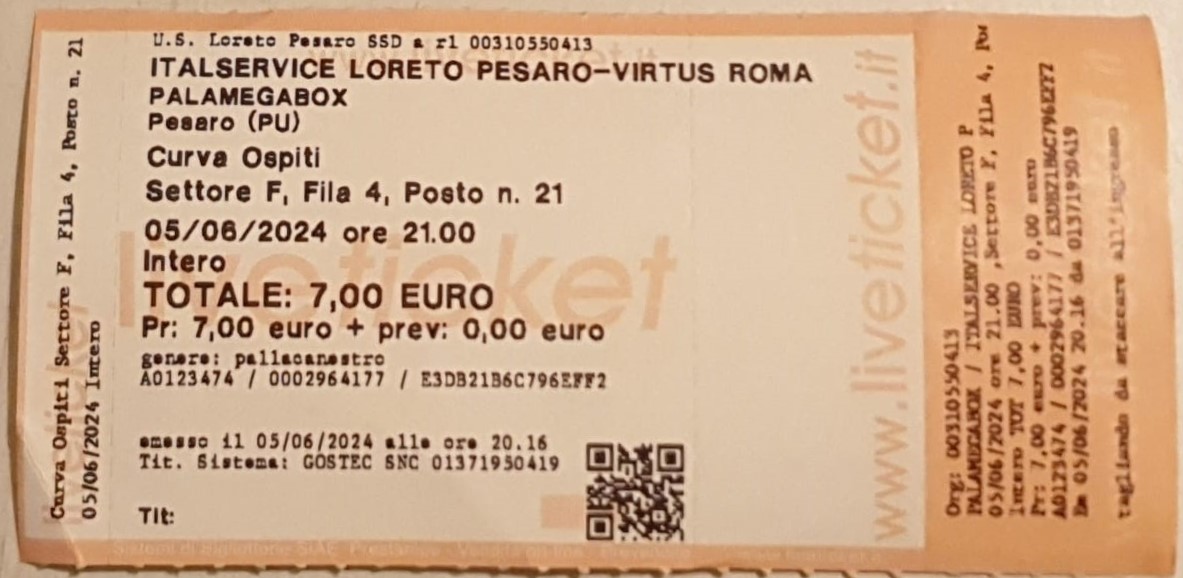 Curva Ospiti Settore F, Fila 4, Posto n. 21
05/06/2024 Intero
U.S. Loreto Pesaro SSD a rl 00310550413
ITALSERVICE LORETO PESARO-VIRTUS ROMA
PALAMEGABOX
Pesaro (PU)
Curva Ospiti
Settore F, Fila 4, Posto n. 21
05/06/2024 ore 21.00
Intero
TOTALE: 7,00 EURO
Pr: 7,00 euro + prev: 0,00 euro
genere: pallacanestro
A0123474 / 0002964177 / E3DB21B6C796EFF2
emesso il 05/06/2024 alle ore 20.16
Tit. Sistema: GOSTEC SNC 01371950419
Tit:
liveticket
www.liveticket.it
Org: 00310550413
PALAMEGABOX / ITALSERVICE LORETO P
05/06/2024 ore 21.00 ,Settore F, Fila 4, Pos
Intero TOT 7,00 EURO
Pr: 7,00 euro + prev: 0,00 euro
A0123474 / 0002964177 / E3DB21B6C796EFF2
Em 05/06/2024 20.16 da 01371950419
tagliando da staccare all'ingresso